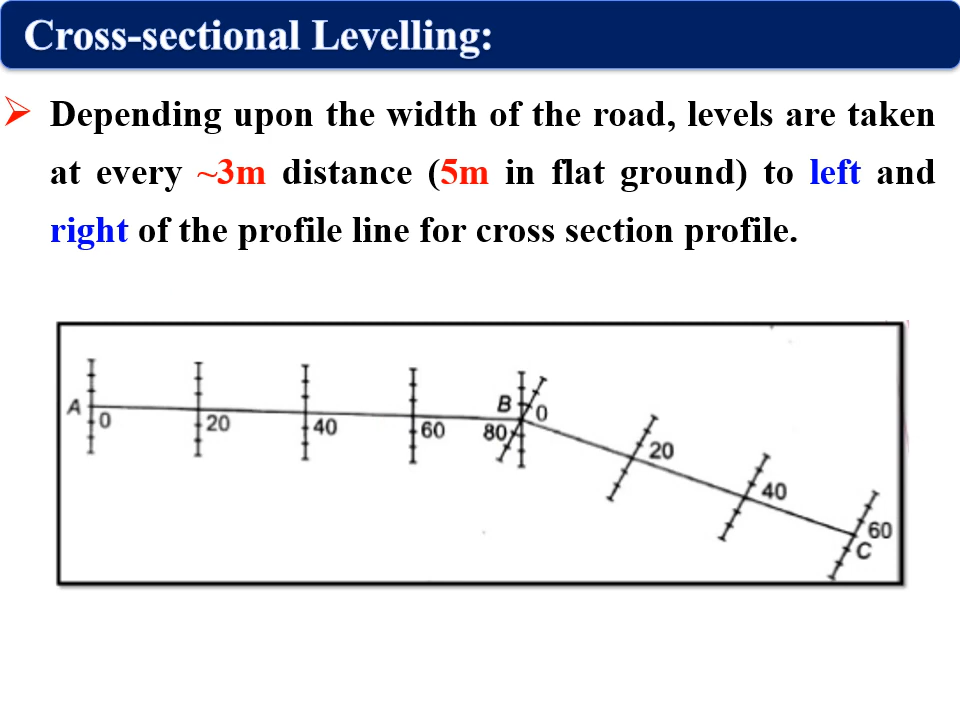 Cross-sectional Levelling:
➢ Depending upon the width of the road, levels are taken
at every ~3m distance (5m in flat ground) to left and
right of the profile line for cross section profile.
A 0 20 40 60 80 B 0 20 40 60 C